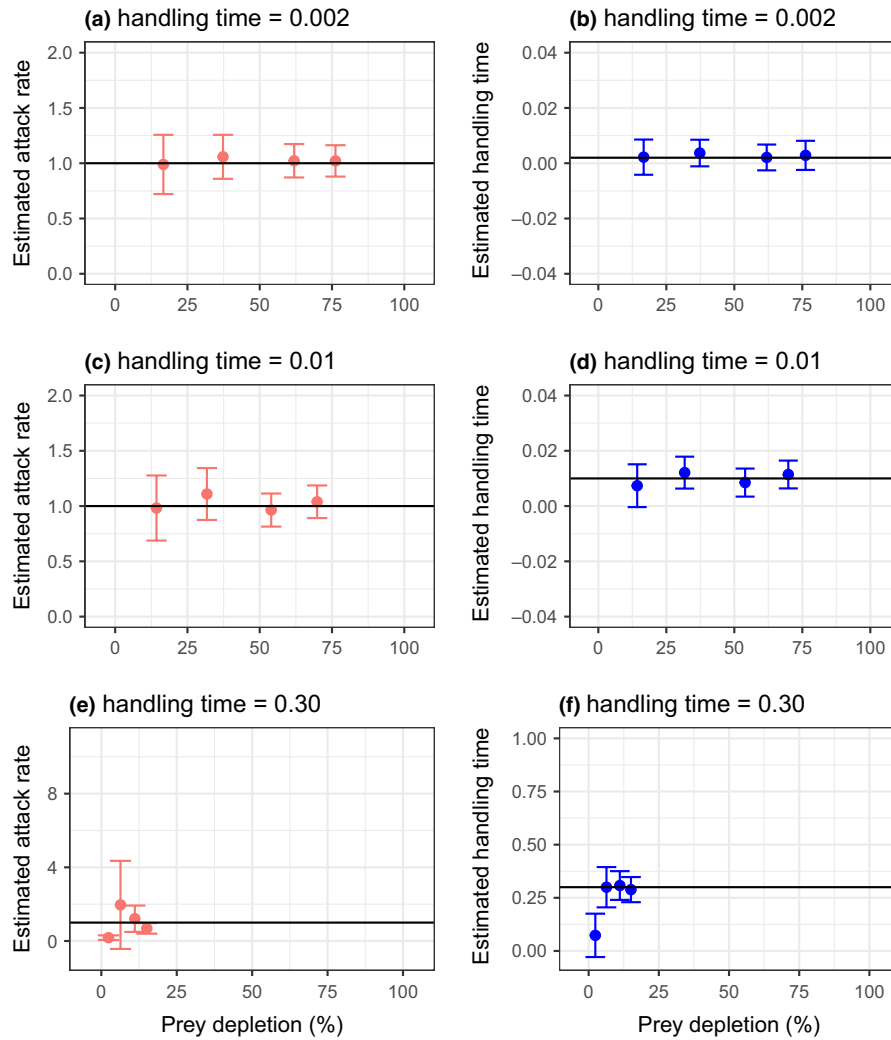 (a) handling time = 0.002
Estimated attack rate
2.0
1.5
1.0
0.5
0.0
0 25 50 75 100
(b) handling time = 0.002
Estimated handling time
0.04
0.02
0.00
−0.02
−0.04
0 25 50 75 100
(c) handling time = 0.01
Estimated attack rate
2.0
1.5
1.0
0.5
0.0
0 25 50 75 100
(d) handling time = 0.01
Estimated handling time
0.04
0.02
0.00
−0.02
−0.04
0 25 50 75 100
(e) handling time = 0.30
Estimated attack rate
8
4
0
0 25 50 75 100
Prey depletion (%)
(f) handling time = 0.30
Estimated handling time
1.00
0.75
0.50
0.25
0.00
0 25 50 75 100
Prey depletion (%)